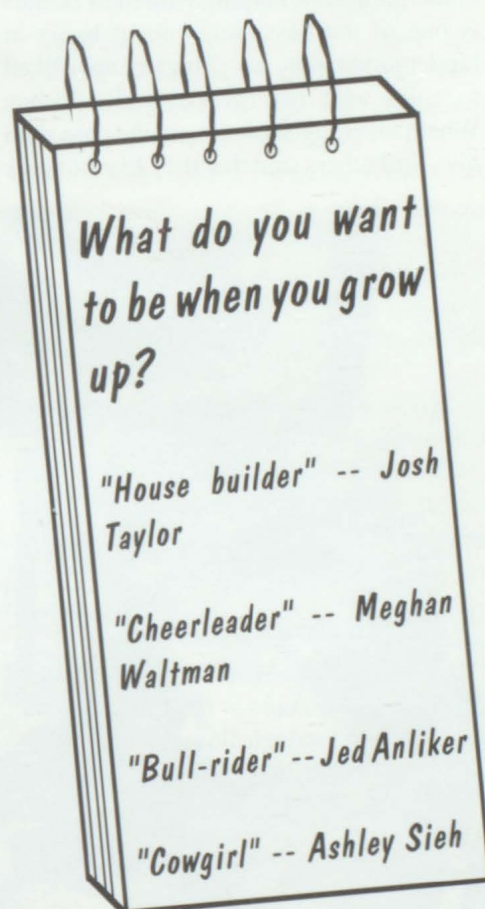 What do you want
to be when you grow
up?
"House builder" -- Josh
Taylor
"Cheerleader" -- Meghan
Waltman
"Bull-rider" -- Jed Anliker
"Cowgirl" -- Ashley Sieh